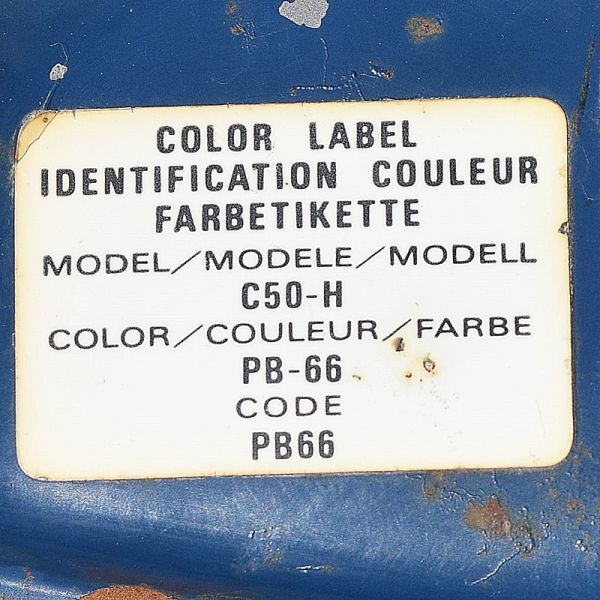 COLOR LABEL
IDENTIFICATION COULEUR
FARBETIKETTE
MODEL/MODELE/MODELL
C50-H
COLOR/COULEUR/FARBE
PB-66
CODE
PB66